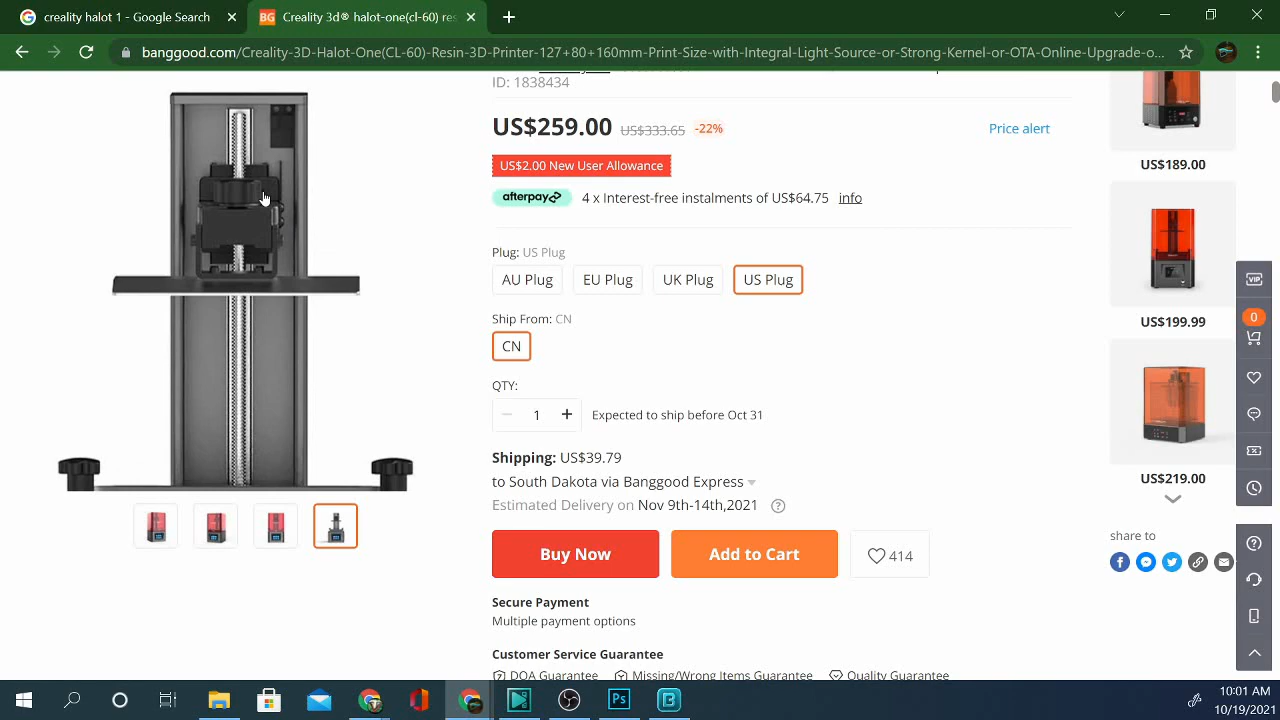 creality halot 1 - Google Search
BG Creality 3d® halot-one(cl-60) res
banggood.com/Creality-3D-Halot-One(CL-60)-Resin-3D-Printer-127+80+160mm-Print-Size-with-Integral-Light-Source-or-Strong-Kernel-or-OTA-Online-Upgrade-o...
ID: 1838434
US$259.00 US$333.65 -22%
Price alert
US$2.00 New User Allowance
afterpay 4 x Interest-free instalments of US$64.75 info
Plug: US Plug
AU Plug EU Plug UK Plug US Plug
Ship From: CN
CN
QTY:
1 Expected to ship before Oct 31
Shipping: US$39.79
to South Dakota via Banggood Express
Estimated Delivery on Nov 9th-14th,2021
Buy Now Add to Cart 414
Secure Payment
Multiple payment options
Customer Service Guarantee
DOA Guarantee Missing/Wrong Items Guarantee Quality Guarantee
US$189.00
US$199.99
US$219.00
share to
VIP
0
Ps
10:01 AM
10/19/2021